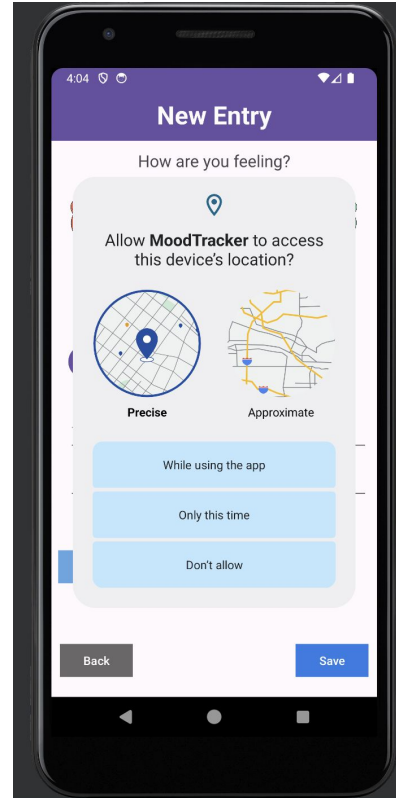 4:04
New Entry
How are you feeling?
Allow MoodTracker to access
this device's location?
Precise
Approximate
While using the app
Only this time
Don't allow
Back
Save